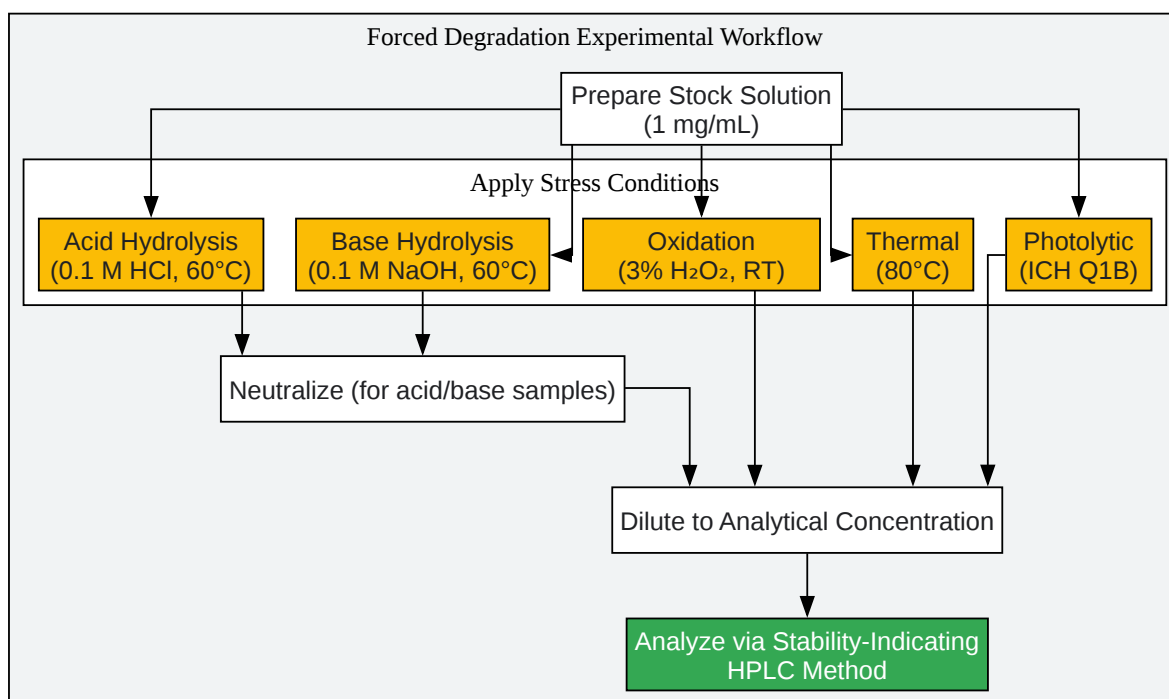 Forced Degradation Experimental Workflow
Prepare Stock Solution
(1 mg/mL)
Apply Stress Conditions
Acid Hydrolysis
(0.1 M HCl, 60°C)
Base Hydrolysis
(0.1 M NaOH, 60°C)
Oxidation
(3% H₂O₂, RT)
Thermal
(80°C)
Photolytic
(ICH Q1B)
Neutralize (for acid/base samples)
Dilute to Analytical Concentration
Analyze via Stability-Indicating
HPLC Method